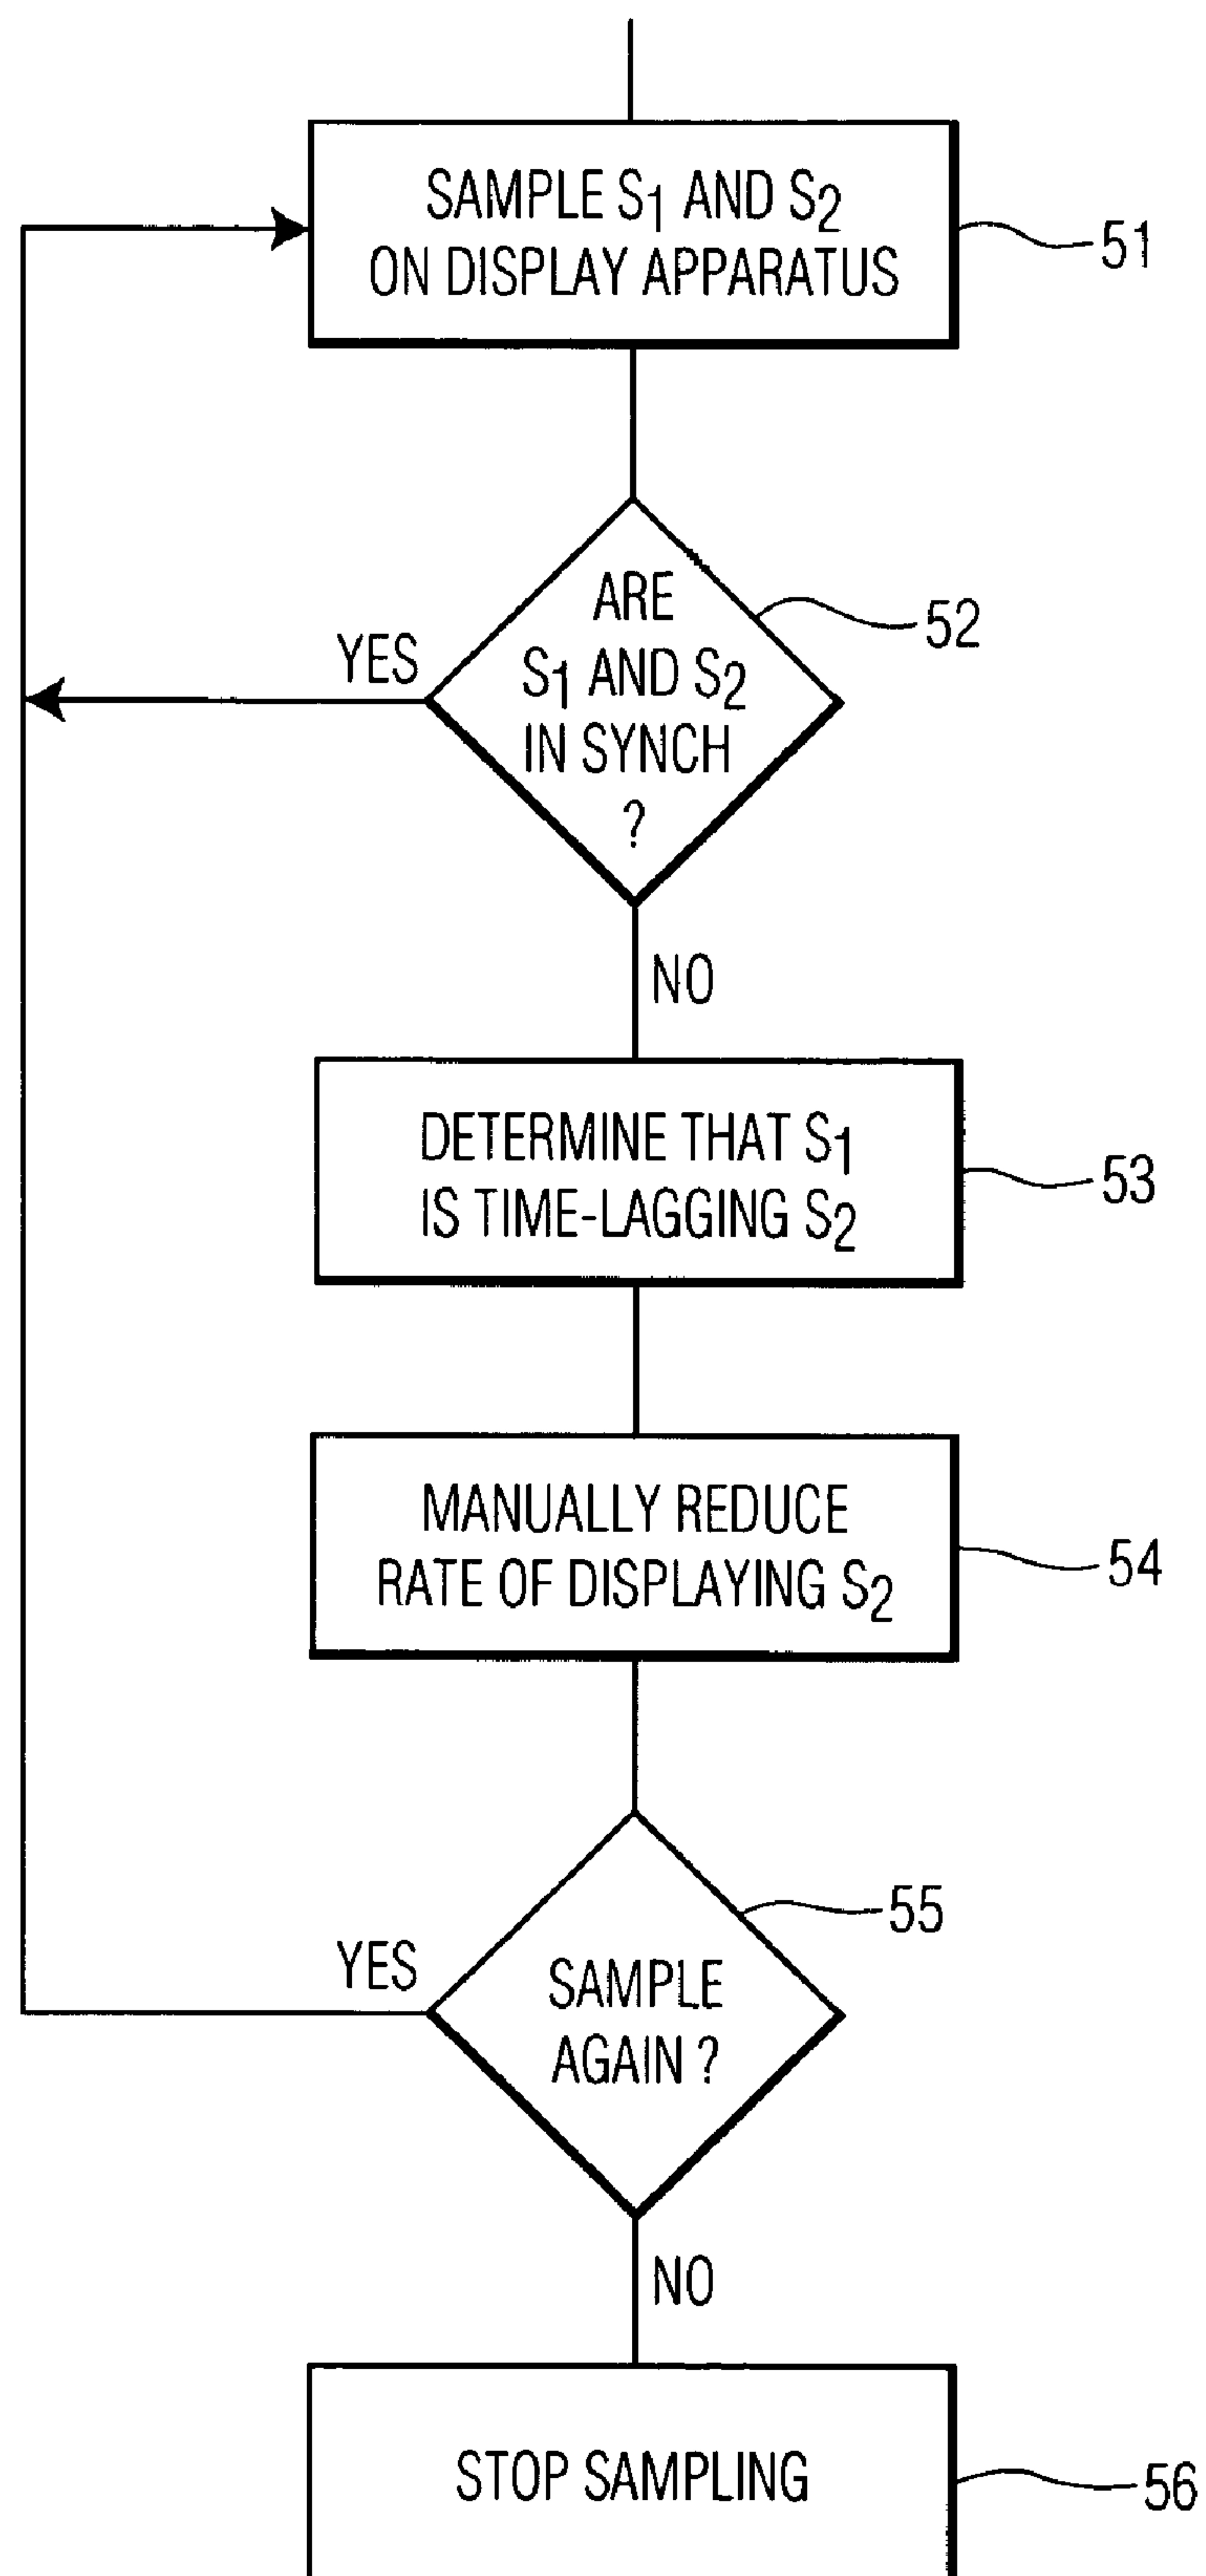 SAMPLE S1 AND S2
ON DISPLAY APPARATUS
51
ARE
S1 AND S2
IN SYNCH
?
52
YES
NO
DETERMINE THAT S1
IS TIME-LAGGING S2
53
MANUALLY REDUCE
RATE OF DISPLAYING S2
54
SAMPLE
AGAIN ?
55
YES
NO
STOP SAMPLING
56